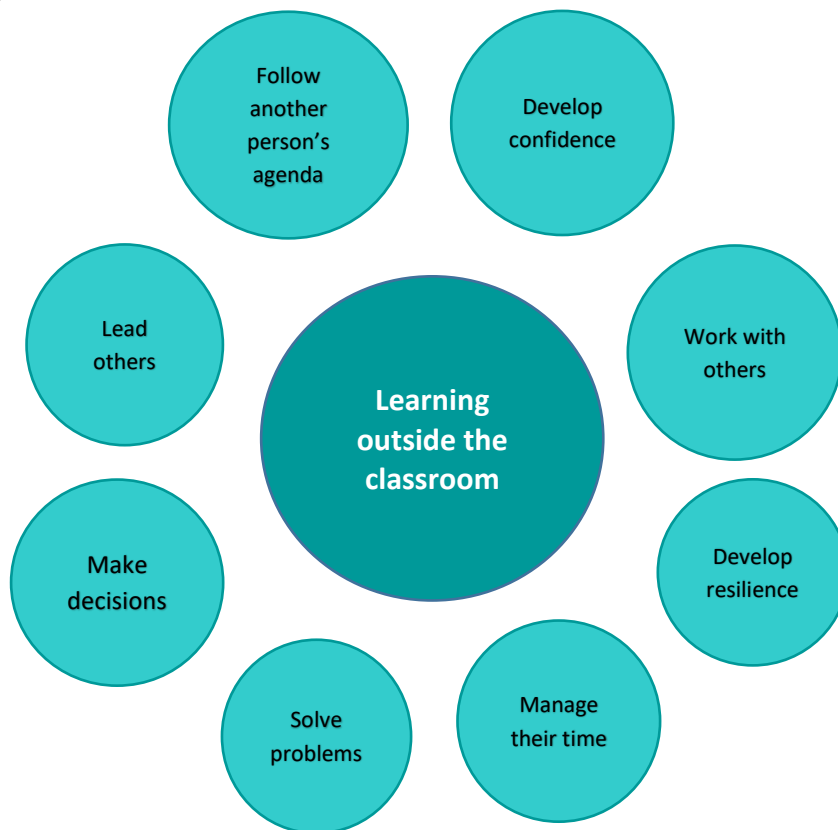 Follow
another
person’s
agenda
Develop
confidence
Lead
others
Work with
others
Learning
outside the
classroom
Make
decisions
Develop
resilience
Solve
problems
Manage
their time